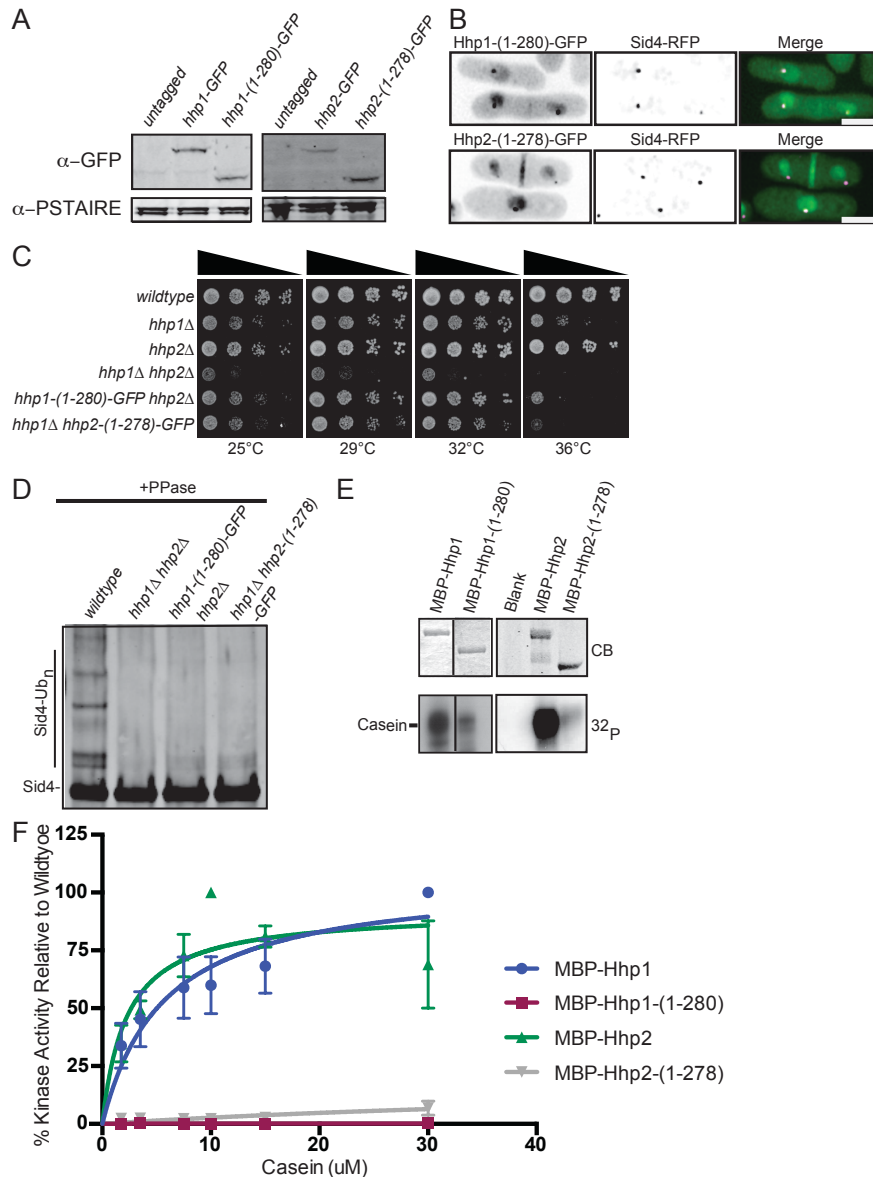 A
untagged
hhp1-GFP
hhp1-(1-280)-GFP
untagged
hhp2-GFP
hhp2-(1-278)-GFP
α-GFP
α-PSTAIRE
B
Hhp1-(1-280)-GFP
Sid4-RFP
Merge
Hhp2-(1-278)-GFP
Sid4-RFP
Merge
C
wildtype
hhp1Δ
hhp2Δ
hhp1Δ hhp2Δ
hhp1-(1-280)-GFP hhp2Δ
hhp1Δ hhp2-(1-278)-GFP
25°C
29°C
32°C
36°C
D
+PPase
wildtype
hhp1Δ hhp2Δ
hhp1-(1-280)-GFP
hhp2Δ
hhp1Δ hhp2-(1-278)
-GFP
Sid4-Ubn
Sid4-
E
MBP-Hhp1
MBP-Hhp1-(1-280)
Blank
MBP-Hhp2
MBP-Hhp2-(1-278)
CB
Casein
32P
F
% Kinase Activity Relative to Wildtyoe
125
100
75
50
25
0
0
10
20
30
40
Casein (uM)
MBP-Hhp1
MBP-Hhp1-(1-280)
MBP-Hhp2
MBP-Hhp2-(1-278)